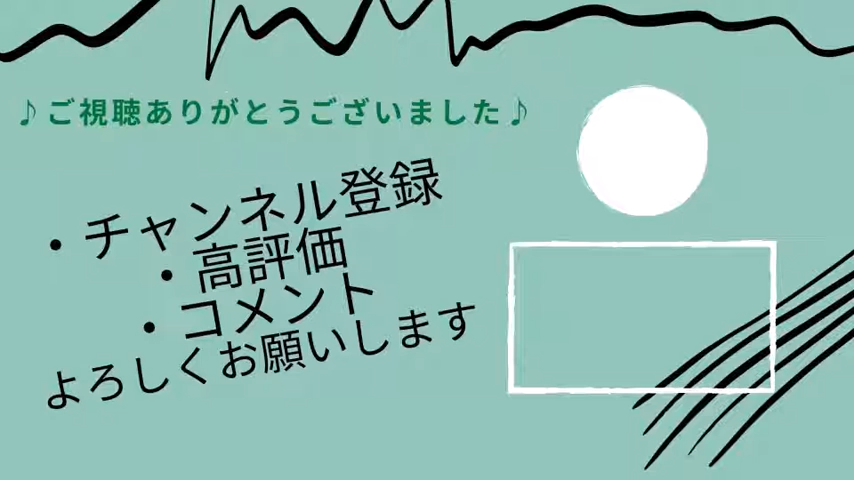 ♪ご視聴ありがとうございました♪
・チャンネル登録
・高評価
・コメント
よろしくお願いします